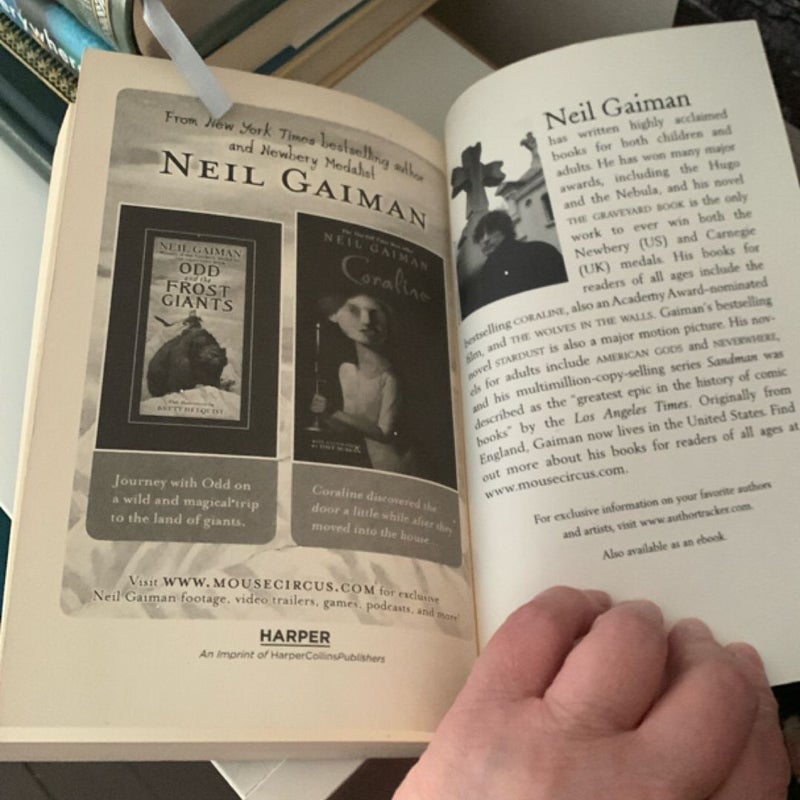 ywher
From New York Times bestselling author
and Newbery Medalist
NEIL GAIMAN
NEIL GAIMAN
ODD
and the
FROST
GIANTS
BRETT HELQUIST
NEIL GAIMAN
Coraline
Journey with Odd on
a wild and magical trip
to the land of giants.
Coraline discovered the
door a little while after they
moved into the house...
Visit WWW.MOUSECIRCUS.COM for exclusive
Neil Gaiman footage, video trailers, games, podcasts, and more!
HARPER
An Imprint of HarperCollinsPublishers
Neil Gaiman
has written highly acclaimed
books for both children and
adults. He has won many major
awards, including the Hugo
and the Nebula, and his novel
THE GRAVEYARD BOOK is the only
work to ever win both the
Newbery (US) and Carnegie
(UK) medals. His books for
readers of all ages include the
bestselling CORALINE, also an Academy Award-nominated
film, and THE WOLVES IN THE WALLS. Gaiman's bestselling
novel STARDUST is also a major motion picture. His nov-
els for adults include AMERICAN GODS and NEVERWHERE,
and his multimillion-copy-selling series Sandman was
described as the "greatest epic in the history of comic
books" by the Los Angeles Times. Originally from
England, Gaiman now lives in the United States. Find
out more about his books for readers of all ages at
www.mousecircus.com.
For exclusive information on your favorite authors
and artists, visit www.authortracker.com.
Also available as an ebook.